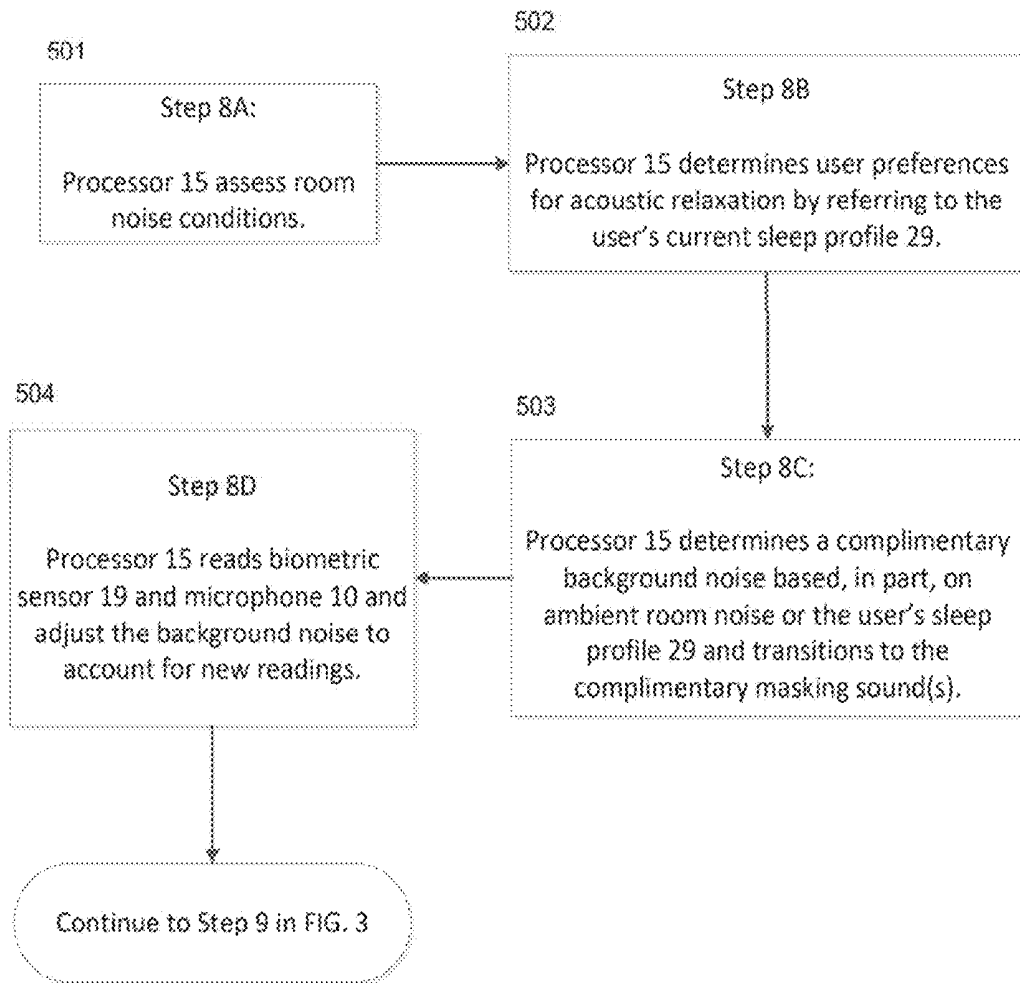 501
Step 8A:
Processor 15 assess room
noise conditions.
502
Step 8B
Processor 15 determines user preferences
for acoustic relaxation by referring to the
user's current sleep profile 29.
503
Step 8C:
Processor 15 determines a complimentary
background noise based, in part, on
ambient room noise or the user's sleep
profile 29 and transitions to the
complimentary masking sound(s).
504
Step 8D
Processor 15 reads biometric
sensor 19 and microphone 10 and
adjust the background noise to
account for new readings.
Continue to Step 9 in FIG. 3